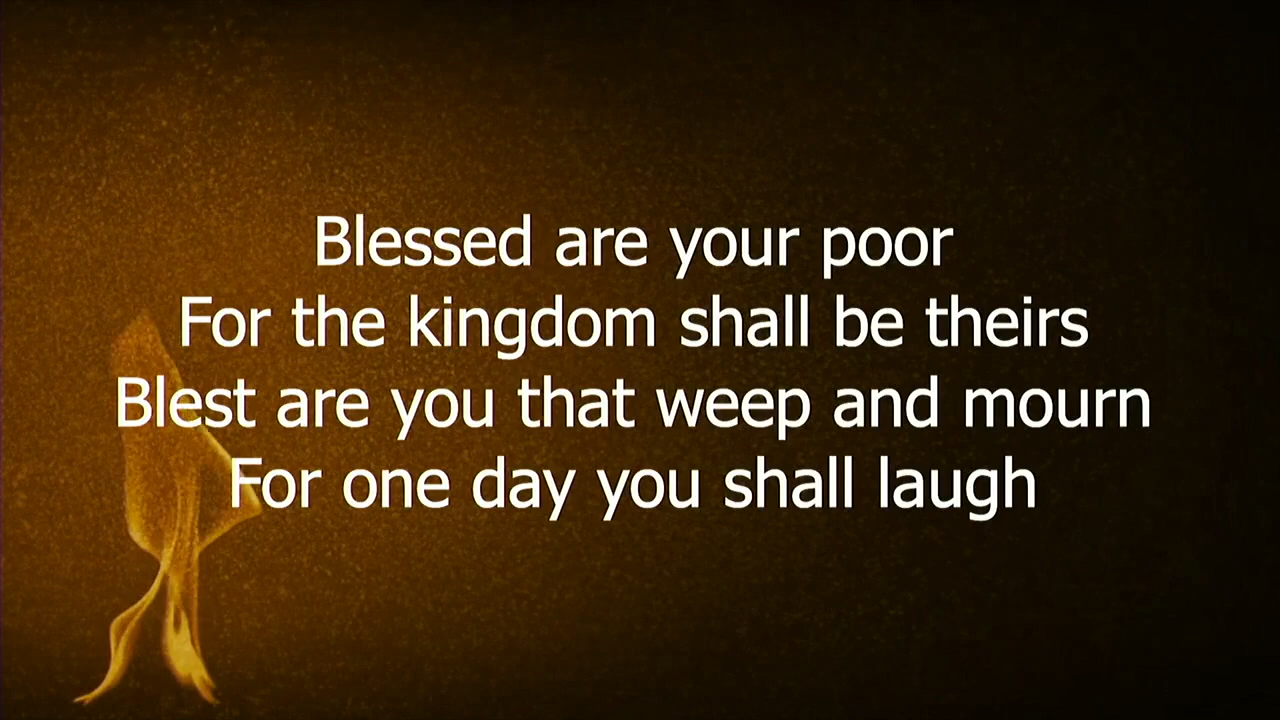 Blessed are your poor
For the kingdom shall be theirs
Blest are you that weep and mourn
For one day you shall laugh